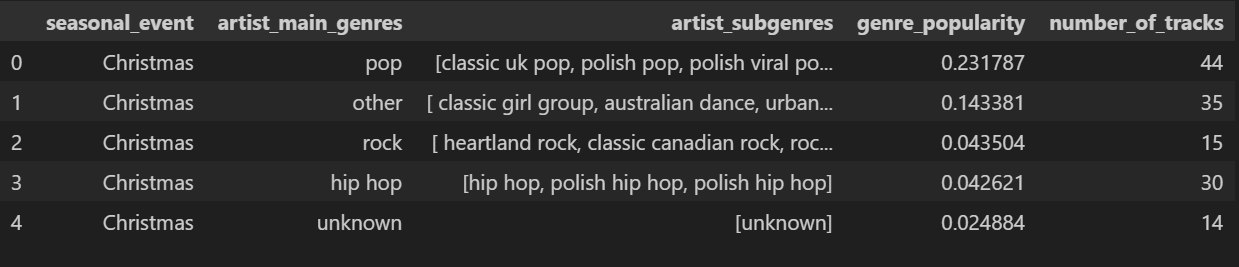 seasonal_event artist_main_genres artist_subgenres genre_popularity number_of_tracks
0 Christmas pop [classic uk pop, polish pop, polish viral po... 0.231787 44
1 Christmas other [ classic girl group, australian dance, urban... 0.143381 35
2 Christmas rock [ heartland rock, classic canadian rock, roc... 0.043504 15
3 Christmas hip hop [hip hop, polish hip hop, polish hip hop] 0.042621 30
4 Christmas unknown [unknown] 0.024884 14